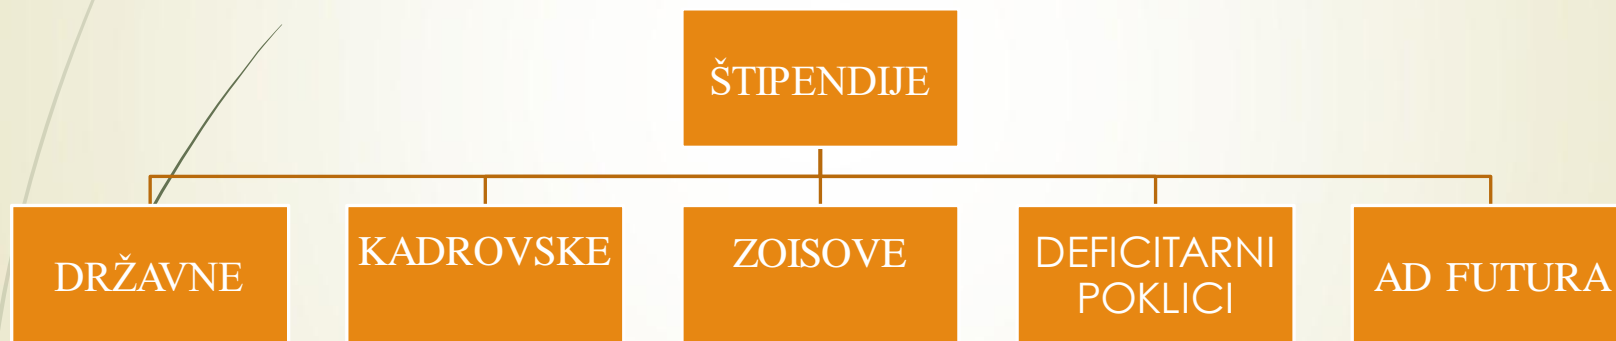 ŠTIPENDIJE
DRŽAVNE
KADROVSKE
ZOISOVE
DEFICITARNI
POKLICI
AD FUTURA